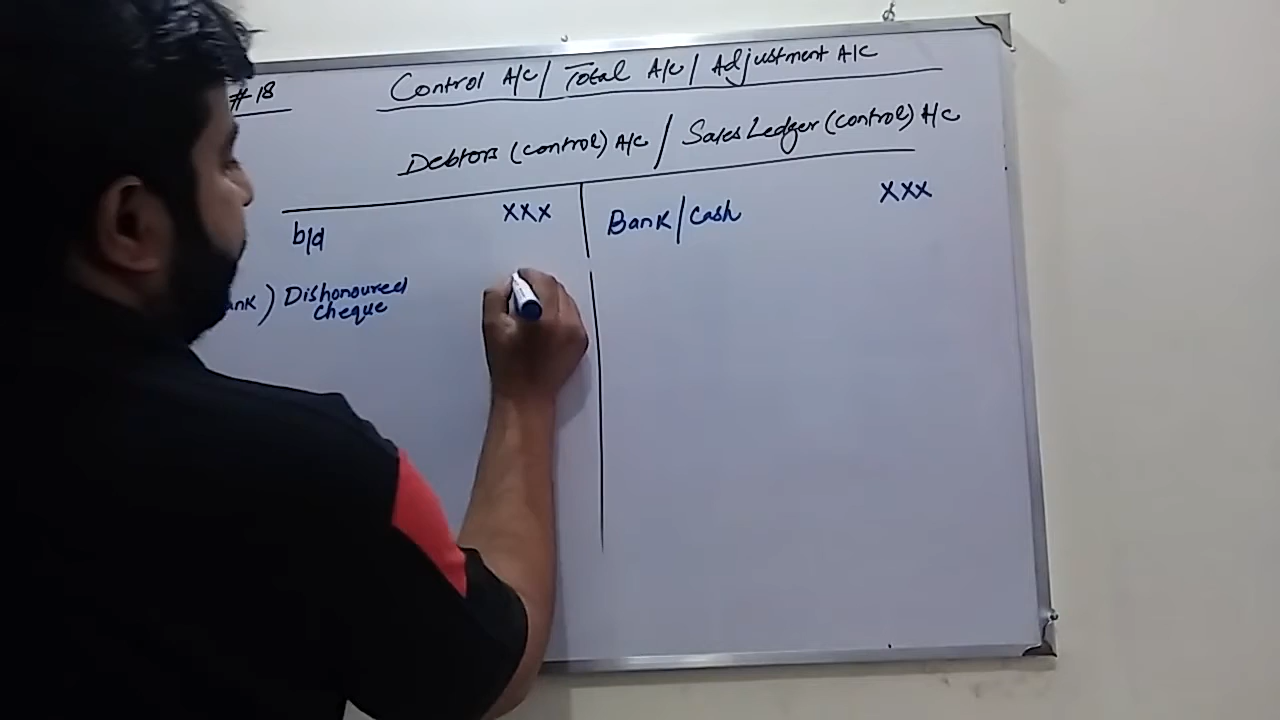 #18
Control A/C / Total A/C / Adjustment A/C
Debtors (control) A/C / Sales Ledger (control) A/C
b/d xxx Bank/Cash xxx
) Dishonoured
cheque